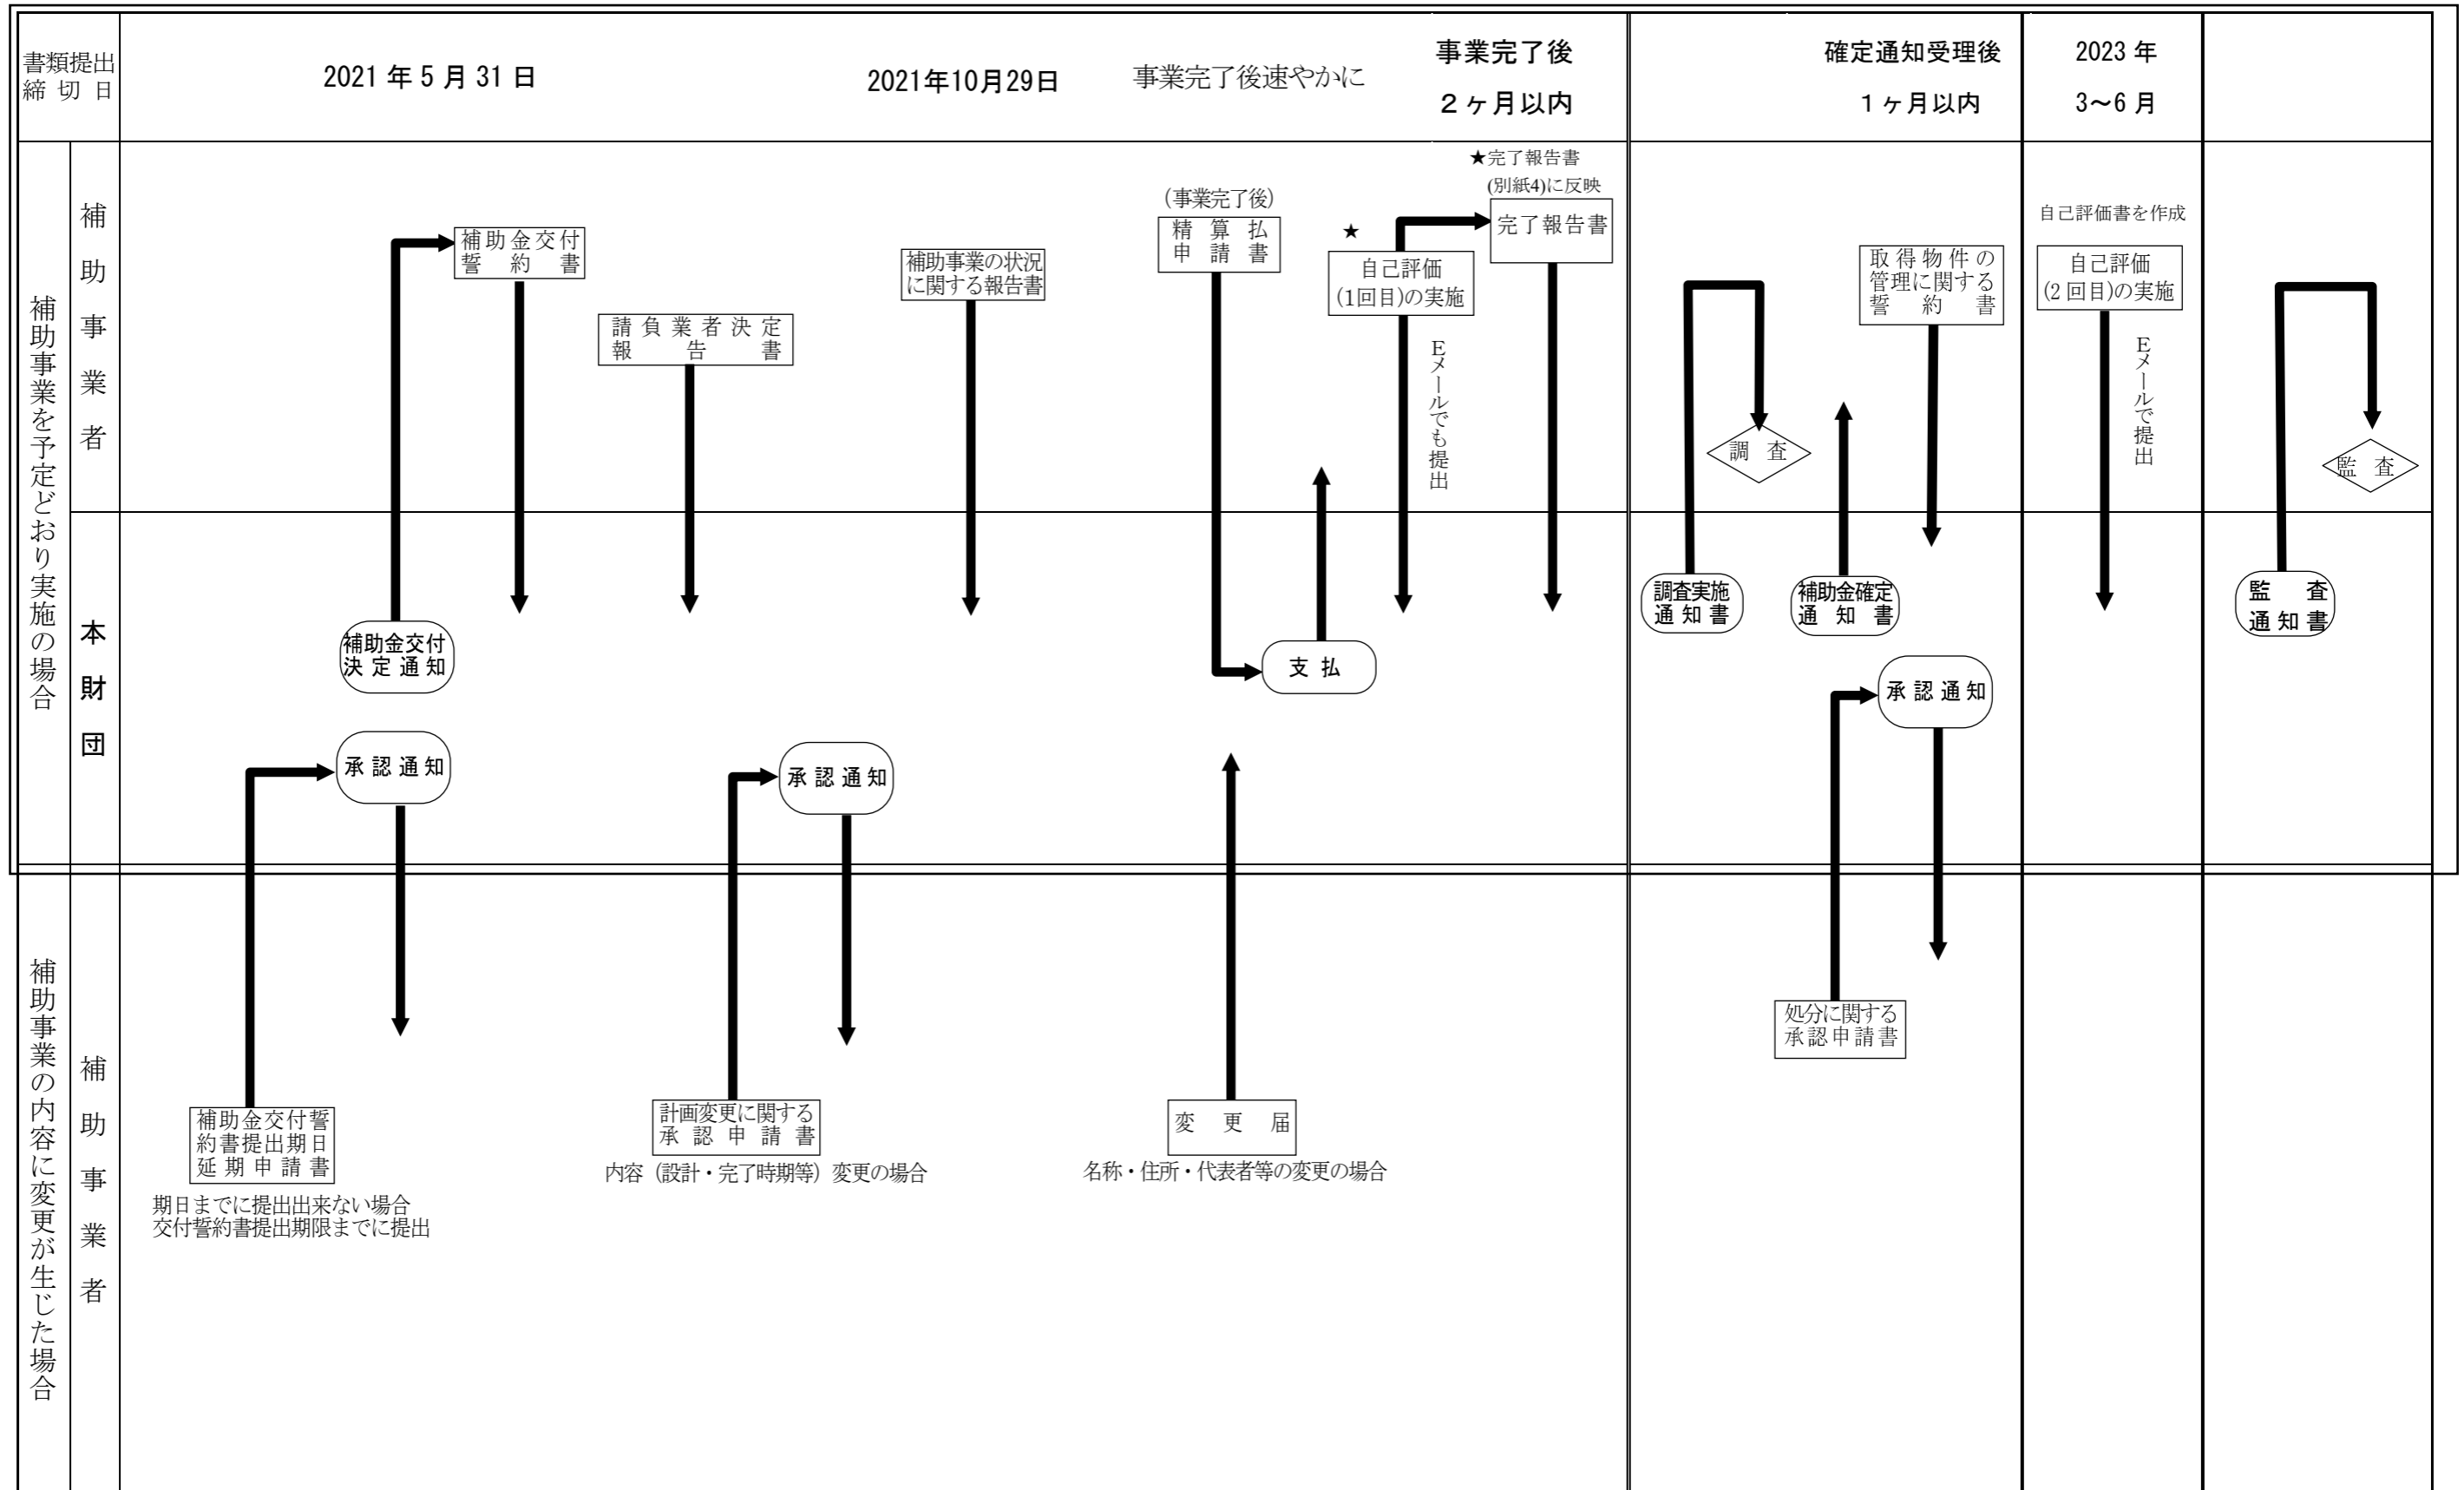 書類提出
締切日
2021年5月31日
2021年10月29日
事業完了後速やかに
事業完了後
２ヶ月以内
確定通知受理後
１ヶ月以内
2023年
3～6月
補助事業を予定どおり実施の場合
補助事業者
補助金交付
誓約書
請負業者決定
報告書
補助事業の状況
に関する報告書
(事業完了後)
精算払
申請書
★
自己評価
(1回目)の実施
Eメールでも提出
★完了報告書
(別紙4)に反映
完了報告書
調査
取得物件の
管理に関する
誓約書
自己評価書を作成
自己評価
(2回目)の実施
Eメールで提出
監査
本財団
補助金交付
決定通知
支払
調査実施
通知書
補助金確定
通知書
監査
通知書
承認通知
承認通知
承認通知
補助事業の内容に変更が生じた場合
補助事業者
補助金交付誓
約書提出期日
延期申請書
期日までに提出出来ない場合
交付誓約書提出期限までに提出
計画変更に関する
承認申請書
内容（設計・完了時期等）変更の場合
変更届
名称・住所・代表者等の変更の場合
処分に関する
承認申請書